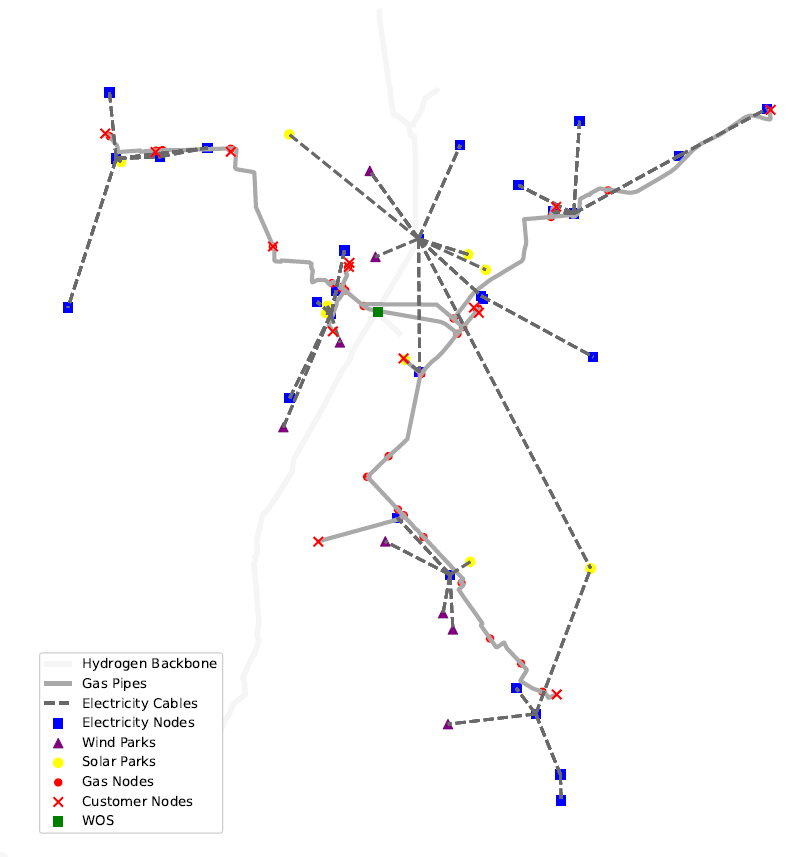 Hydrogen Backbone
Gas Pipes
Electricity Cables
Electricity Nodes
Wind Parks
Solar Parks
Gas Nodes
Customer Nodes
WOS